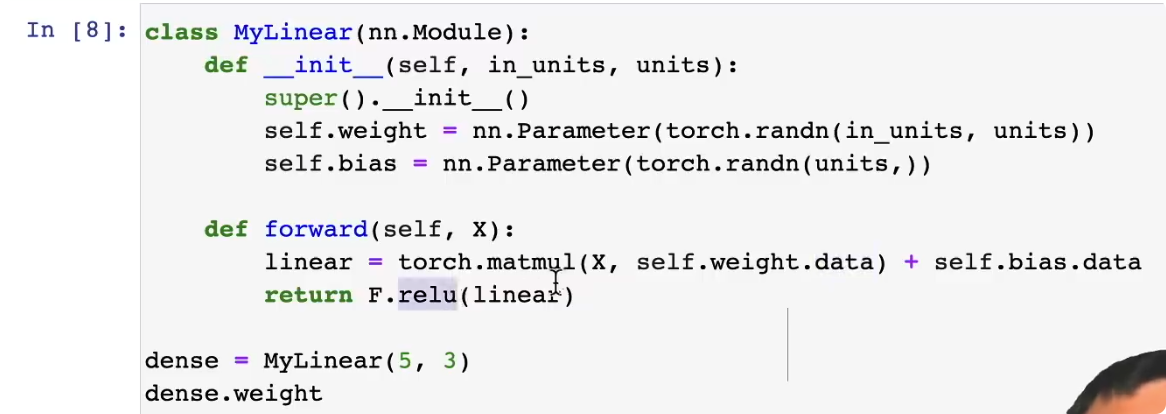 In [8]: class MyLinear(nn.Module):
    def __init__(self, in_units, units):
        super().__init__()
        self.weight = nn.Parameter(torch.randn(in_units, units))
        self.bias = nn.Parameter(torch.randn(units,))
    def forward(self, X):
        linear = torch.matmul(X, self.weight.data) + self.bias.data
        return F.relu(linear)
dense = MyLinear(5, 3)
dense.weight